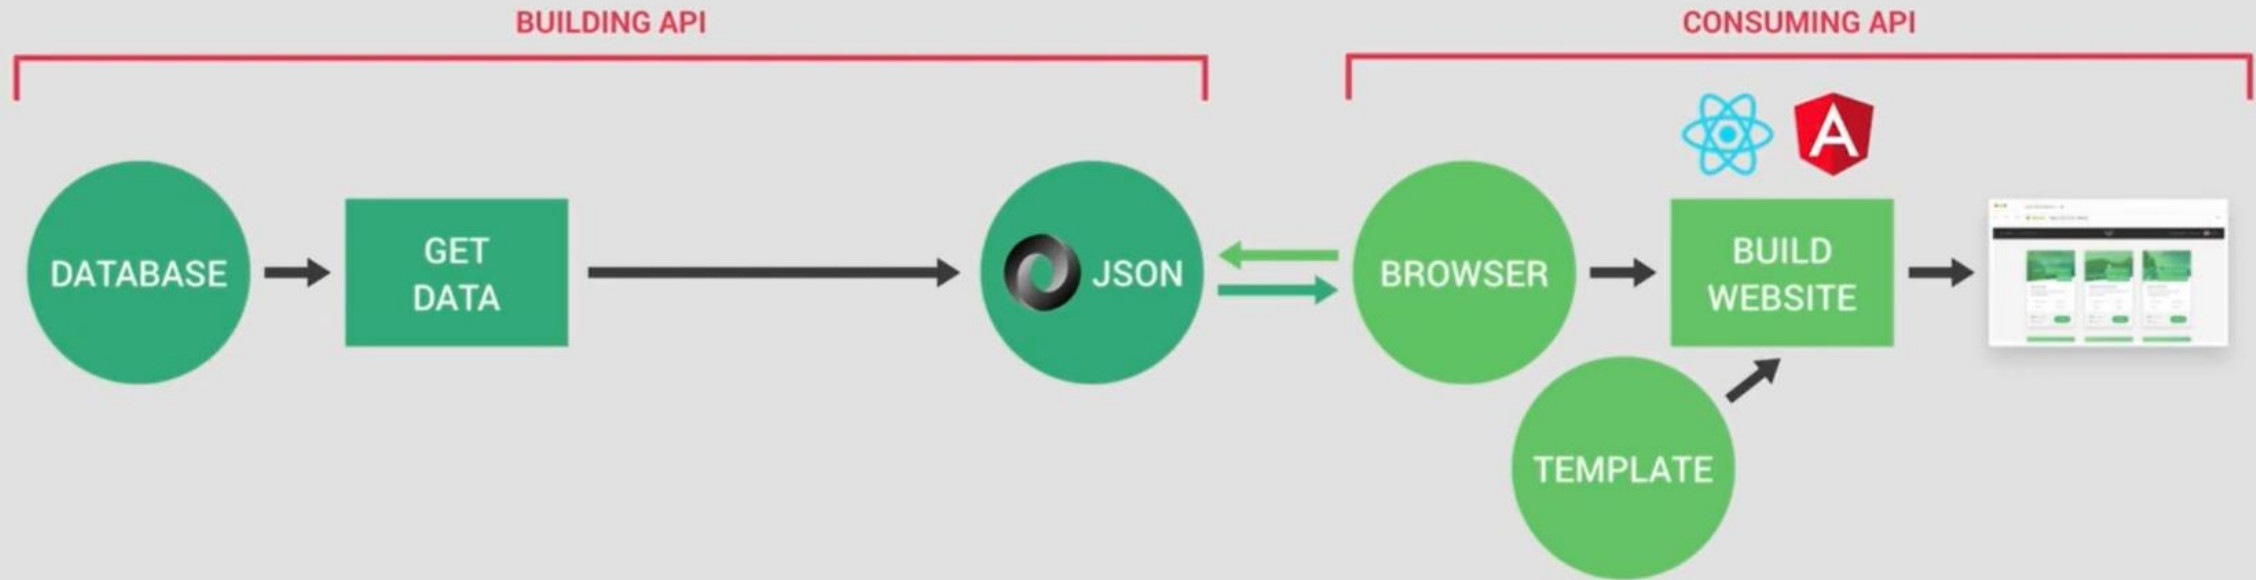 BUILDING API
CONSUMING API
DATABASE
GET
DATA
JSON
BROWSER
BUILD
WEBSITE
TEMPLATE